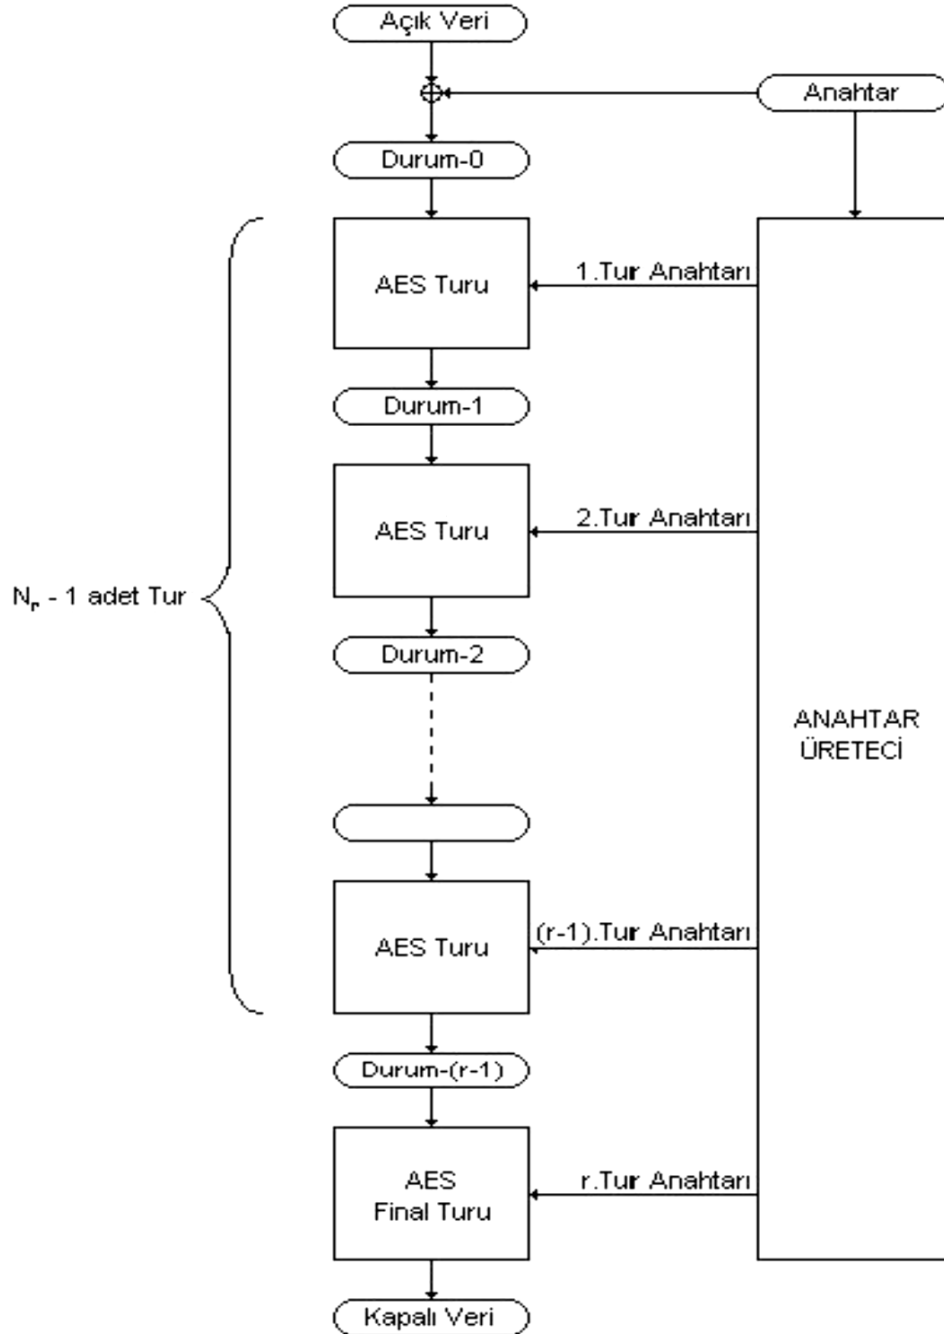 Açık Veri
Anahtar
Durum-0
1.Tur Anahtarı
AES Turu
Durum-1
2.Tur Anahtarı
AES Turu
N_r - 1 adet Tur
Durum-2
ANAHTAR
ÜRETECİ
(r-1).Tur Anahtarı
AES Turu
Durum-(r-1)
r.Tur Anahtarı
AES
Final Turu
Kapalı Veri